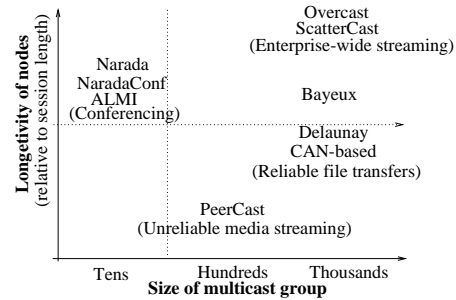 Overcast
ScatterCast
(Enterprise-wide streaming)
Narada
NaradaConf
ALMI
(Conferencing)
Bayeux
Delaunay
CAN-based
(Reliable file transfers)
PeerCast
(Unreliable media streaming)
Longetivity of nodes
(relative to session length)
Tens
Hundreds
Thousands
Size of multicast group